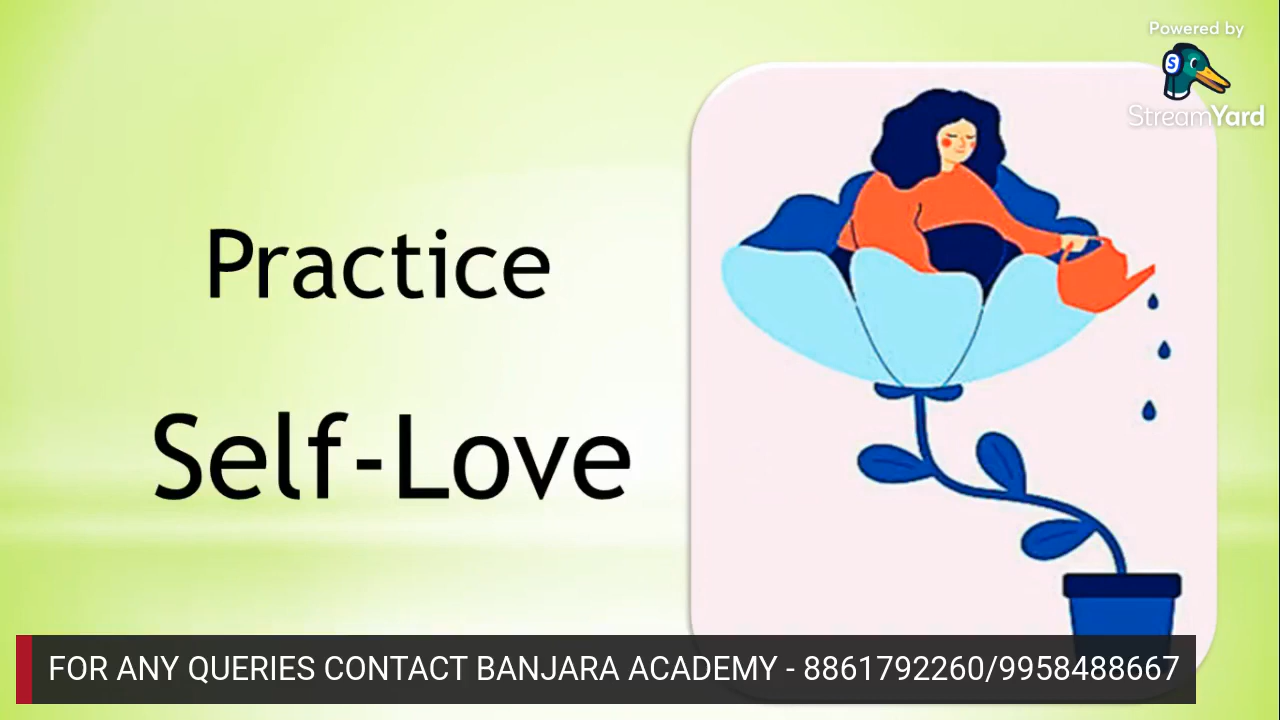 Powered by
S
StreamYard
Practice
Self-Love
FOR ANY QUERIES CONTACT BANJARA ACADEMY - 8861792260/9958488667